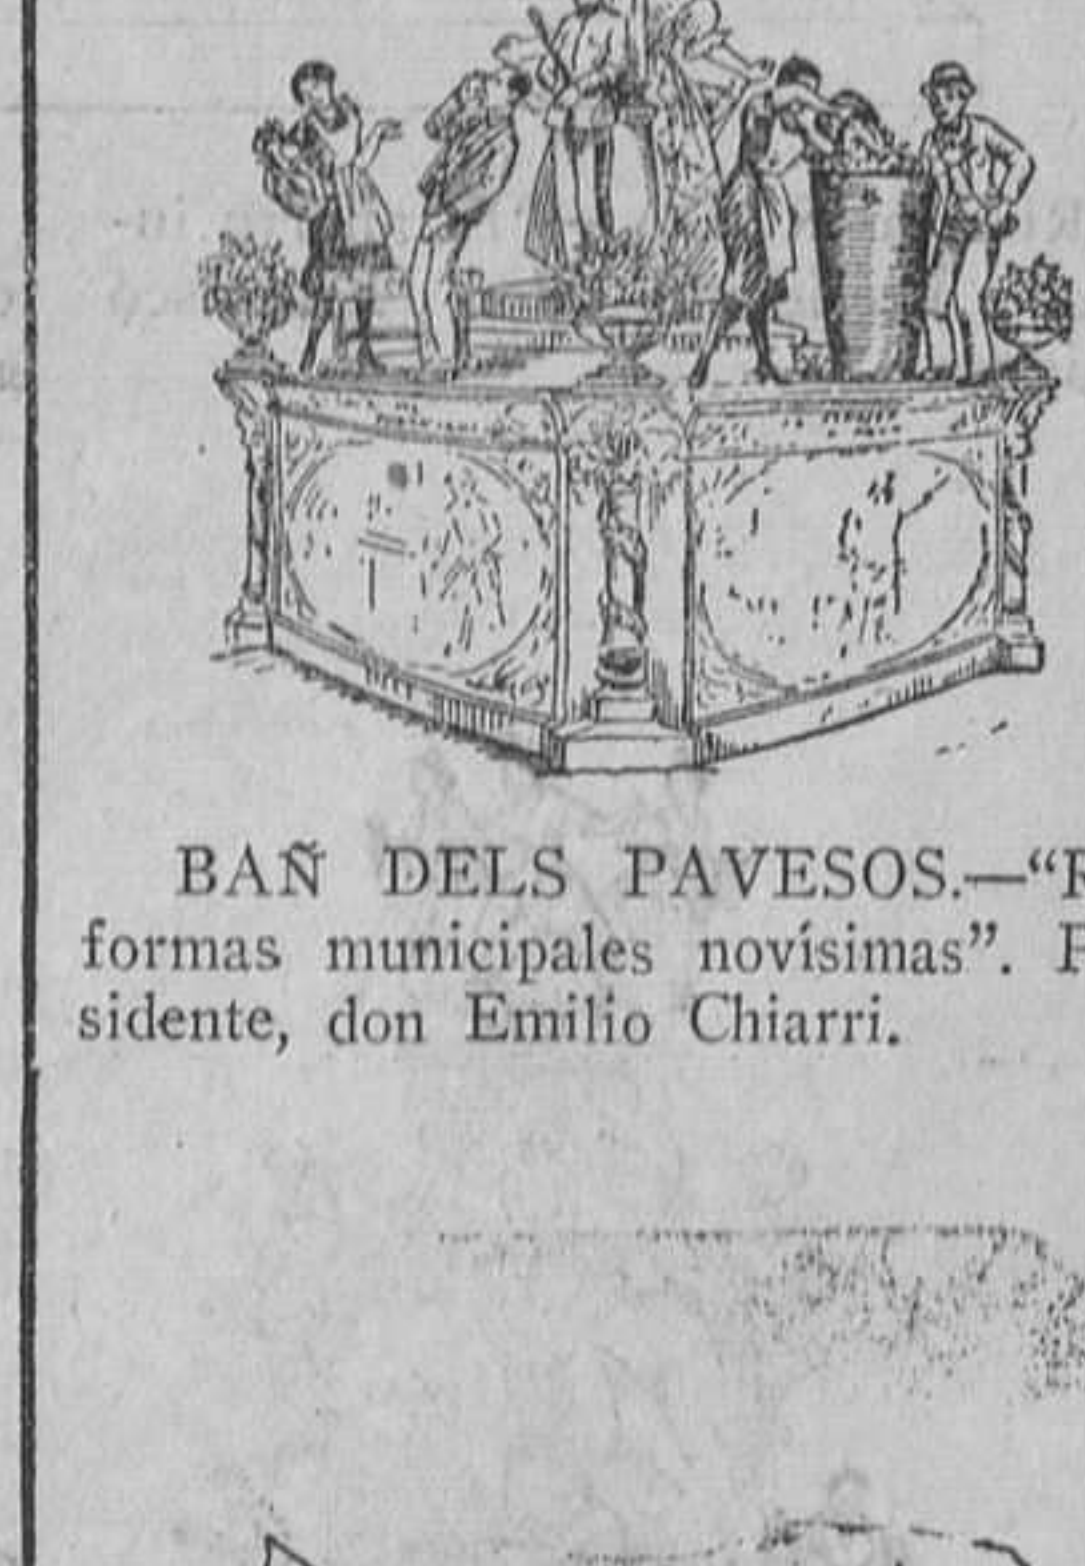 BAÑ DELS PAVESOS.—“R
formas municipales novísimas”. P
sidente, don Emilio Chiarri.